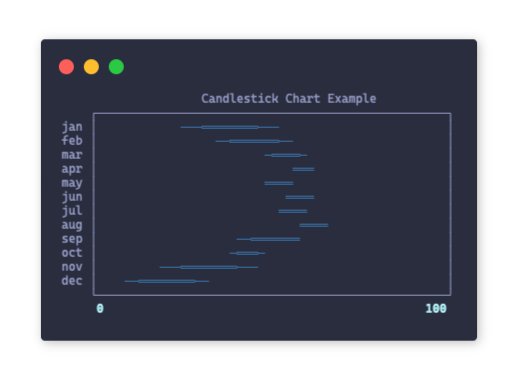 Candlestick Chart Example
jan
feb
mar
apr
may
jun
jul
aug
sep
oct
nov
dec
0 100